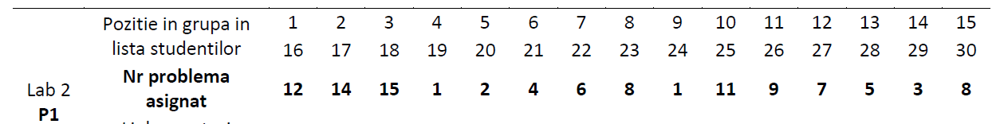 Pozitie in grupa in 1 2 3 4 5 6 7 8 9 10 11 12 13 14 15
lista studentilor 16 17 18 19 20 21 22 23 24 25 26 27 28 29 30
Lab 2
P1
Nr problema
asignat
12 14 15 1 2 4 6 8 1 11 9 7 5 3 8